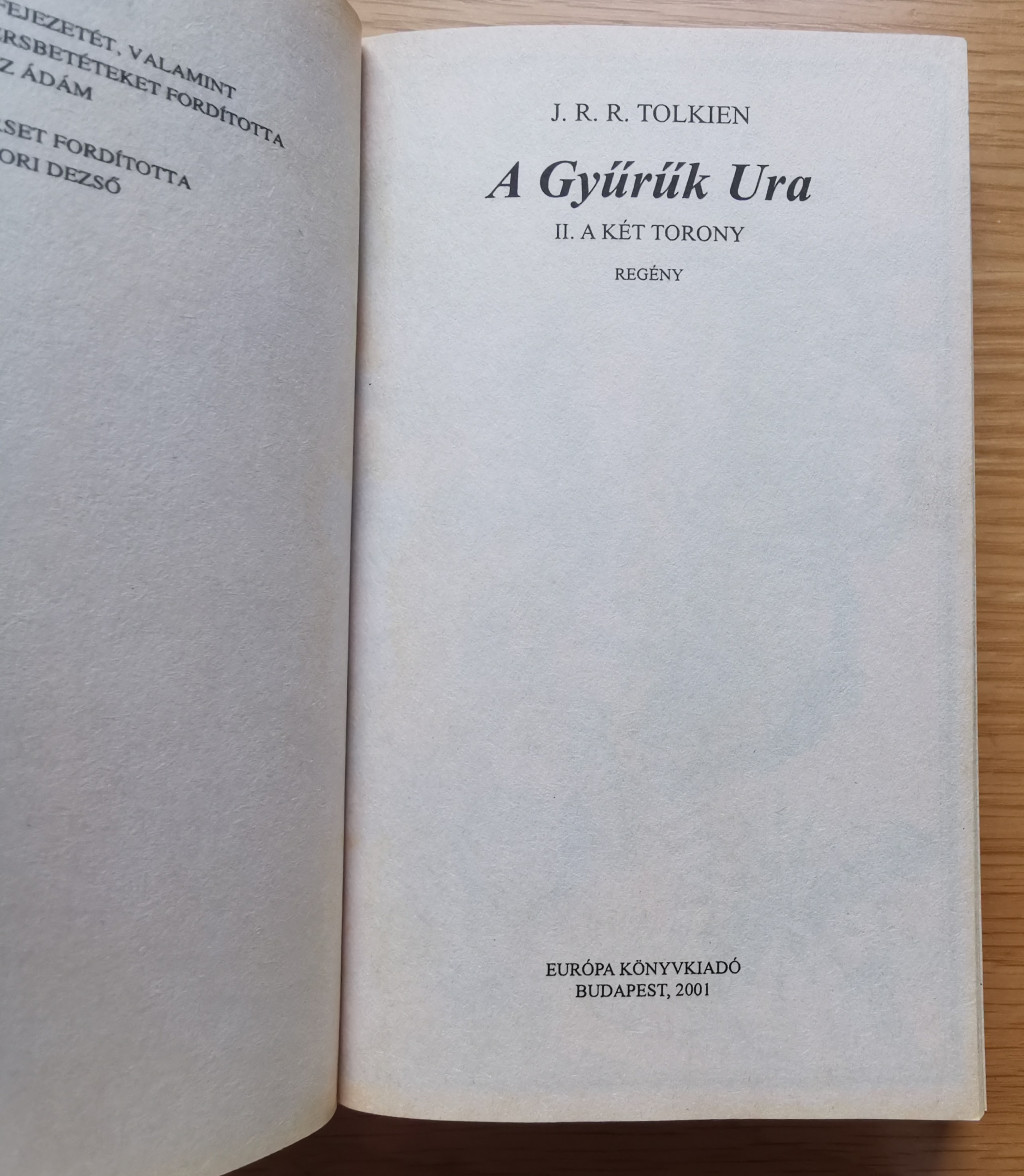 FEJEZETÉT, VALAMINT
ERSBETÉTEKET FORDÍTOTTA
Z ÁDÁM
SET FORDÍTOTTA
ORI DEZSŐ
J. R. R. TOLKIEN
A Gyűrűk Ura
II. A KÉT TORONY
REGÉNY
EURÓPA KÖNYVKIADÓ
BUDAPEST, 2001